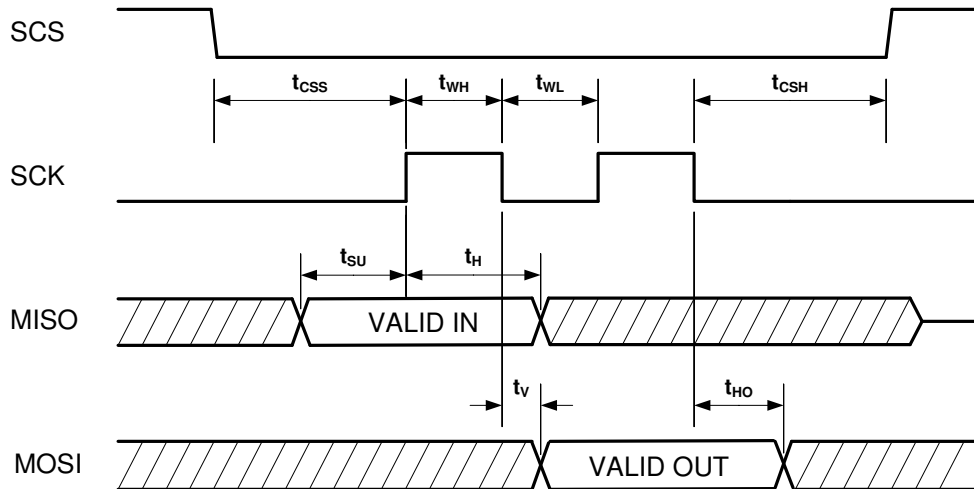 SCS
tCSS tWH tWL tCSH
SCK
tSU tH
MISO VALID IN
tV tHO
MOSI VALID OUT